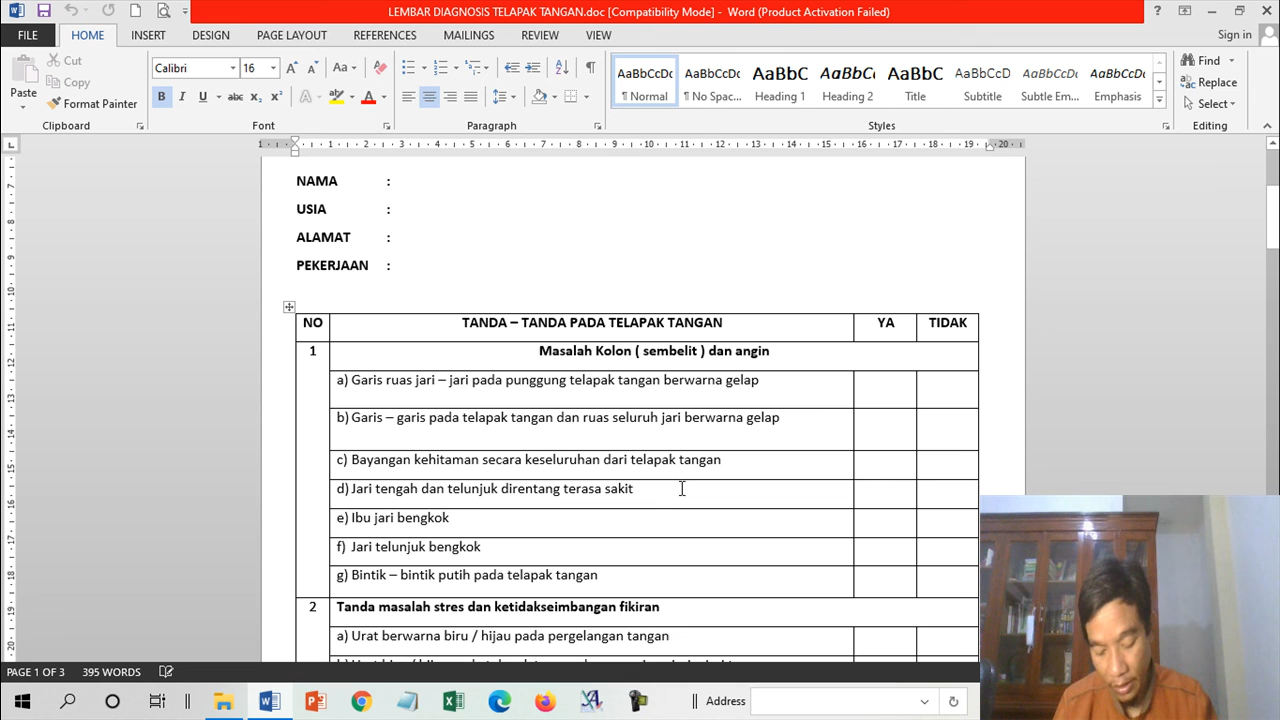 LEMBAR DIAGNOSIS TELAPAK TANGAN.doc [Compatibility Mode] - Word (Product Activation Failed)
FILE HOME INSERT DESIGN PAGE LAYOUT REFERENCES MAILINGS REVIEW VIEW Sign in
Cut
Copy
Format Painter
Paste
Clipboard
Calibri 16
Font
Paragraph
AaBbCcDc AaBbCcDc AaBbC AaBbCc AaBbC AaBbCcD AaBbCcDc AaBbCcDc
¶ Normal ¶ No Spac... Heading 1 Heading 2 Title Subtitle Subtle Em... Emphasis
Styles
Find
Replace
Select
Editing
NAMA :
USIA :
ALAMAT :
PEKERJAAN :
NO TANDA – TANDA PADA TELAPAK TANGAN YA TIDAK
1 Masalah Kolon ( sembelit ) dan angin
a) Garis ruas jari – jari pada punggung telapak tangan berwarna gelap
b) Garis – garis pada telapak tangan dan ruas seluruh jari berwarna gelap
c) Bayangan kehitaman secara keseluruhan dari telapak tangan
d) Jari tengah dan telunjuk direntang terasa sakit
e) Ibu jari bengkok
f) Jari telunjuk bengkok
g) Bintik – bintik putih pada telapak tangan
2 Tanda masalah stres dan ketidakseimbangan fikiran
a) Urat berwarna biru / hijau pada pergelangan tangan
PAGE 1 OF 3 395 WORDS
Address